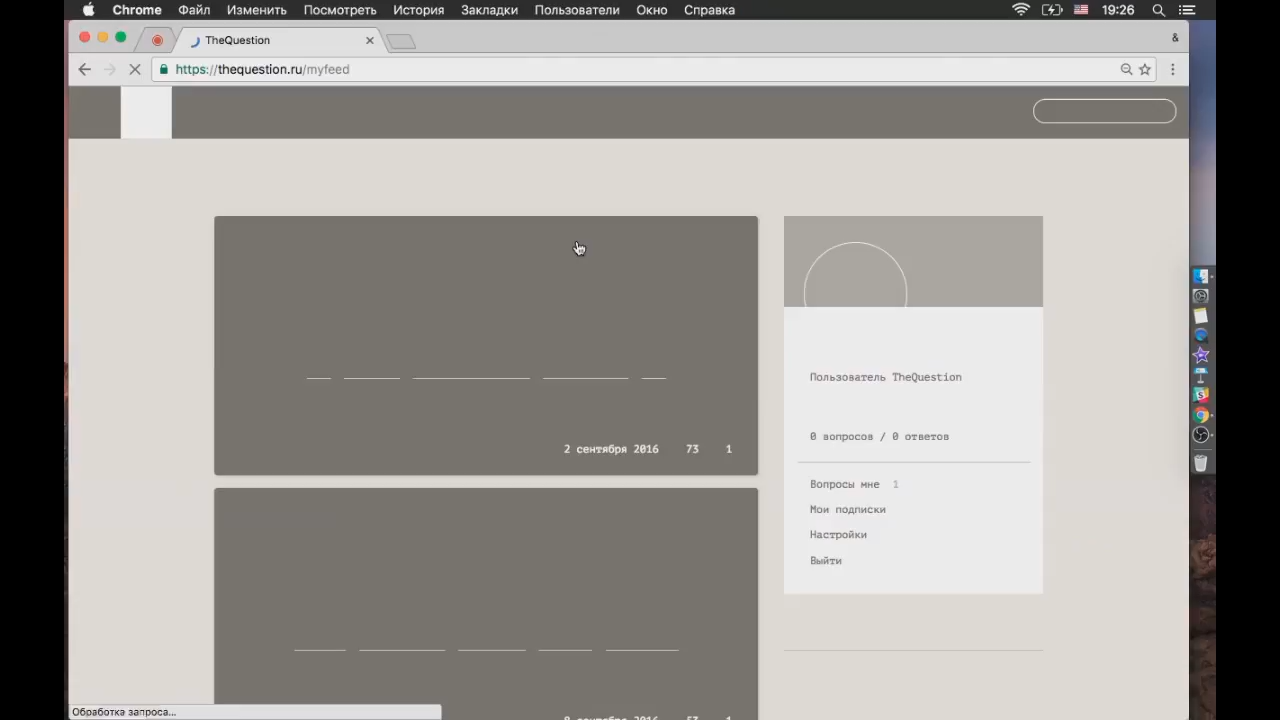 Chrome Файл Изменить Посмотреть История Закладки Пользователи Окно Справка 19:26
TheQuestion
https://thequestion.ru/myfeed
2 сентября 2016 73 1
Пользователь TheQuestion
0 вопросов / 0 ответов
Вопросы мне 1
Мои подписки
Настройки
Выйти
Обработка запроса...